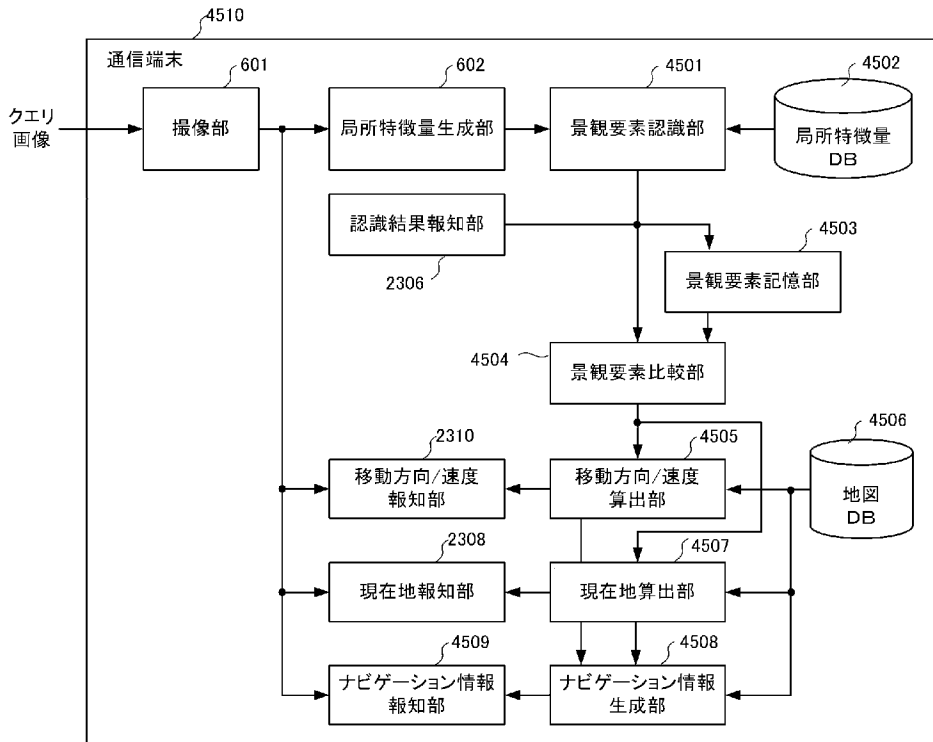 4510
通信端末
601
602
4501
4502
クエリ
画像
撮像部
局所特徴量生成部
景観要素認識部
局所特徴量
DB
認識結果報知部
2306
4503
景観要素記憶部
4504
景観要素比較部
2310
4505
4506
移動方向/速度
報知部
移動方向/速度
算出部
地図
DB
2308
4507
現在地報知部
現在地算出部
4509
4508
ナビゲーション情報
報知部
ナビゲーション情報
生成部